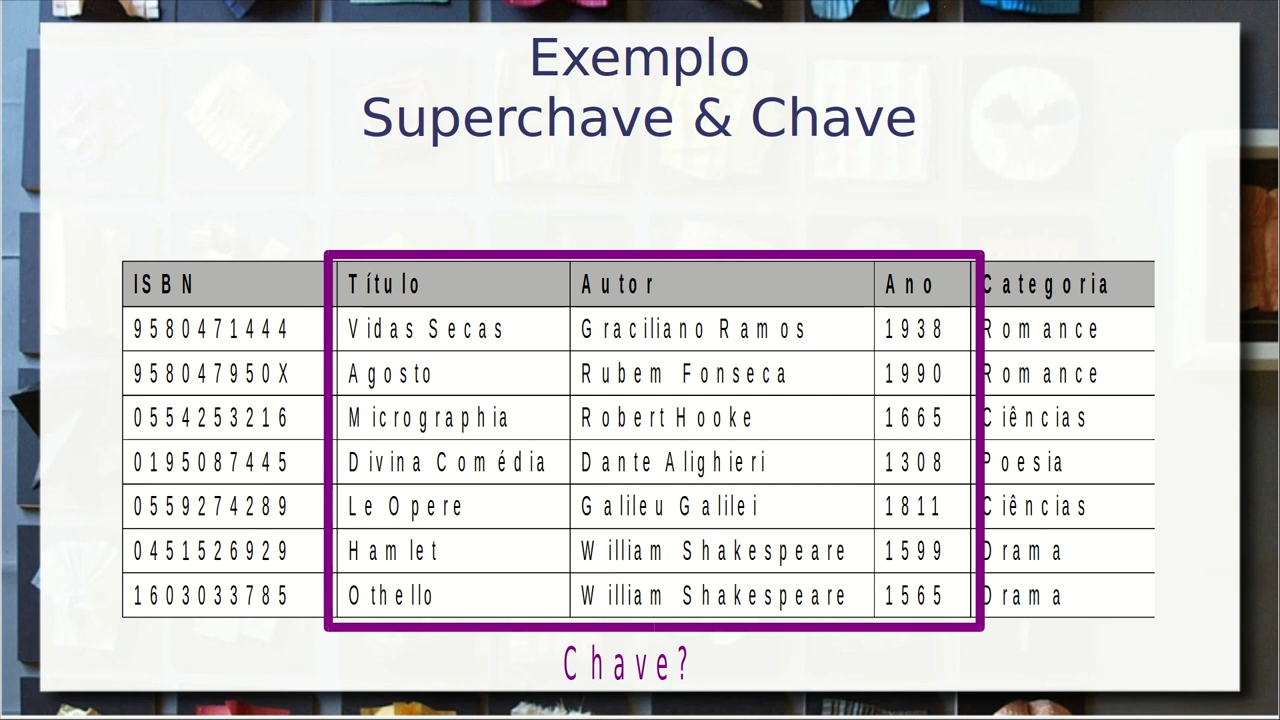 Exemplo
Superchave & Chave
ISBN Título Autor Ano Categoria
9580471444 Vidas Secas Graciliano Ramos 1938 Romance
958047950X Agosto Rubem Fonseca 1990 Romance
0554253216 Micrographia Robert Hooke 1665 Ciências
0195087445 Divina Comédia Dante Alighieri 1308 Poesia
0559274289 Le Opere Galileu Galilei 1811 Ciências
0451526929 Hamlet William Shakespeare 1599 Drama
1603033785 Othello William Shakespeare 1565 Drama
Chave?